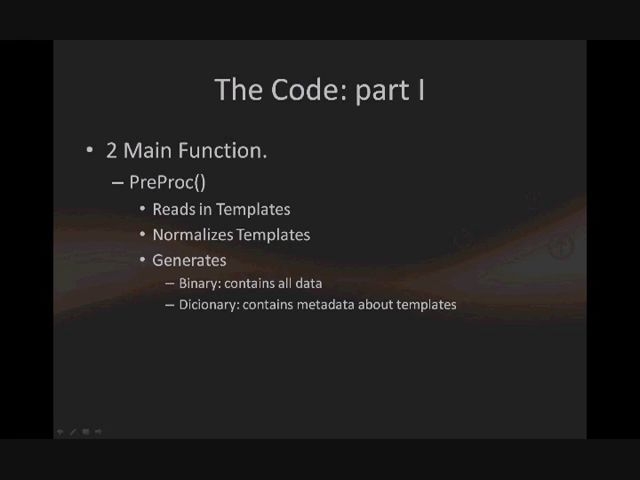 The Code: part I
• 2 Main Function.
– PreProc()
• Reads in Templates
• Normalizes Templates
• Generates
– Binary: contains all data
– Dicionary: contains metadata about templates